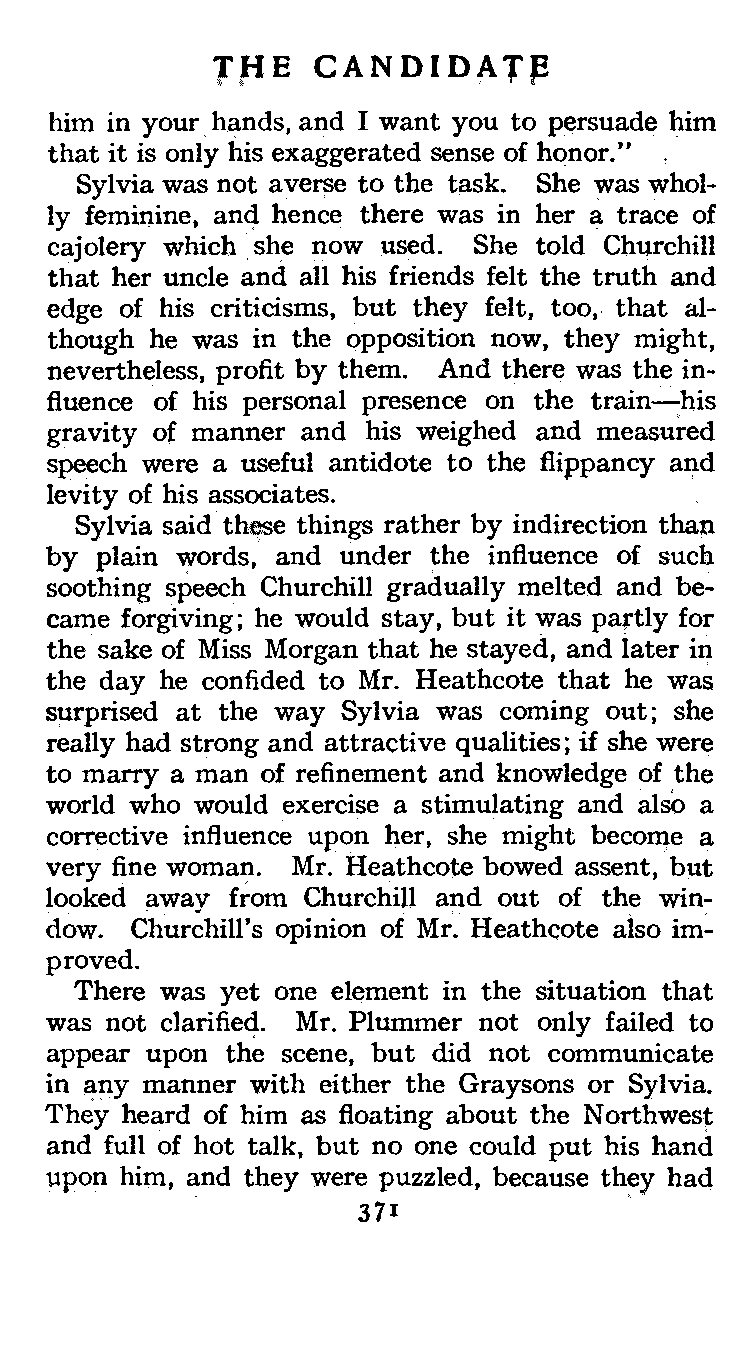 THE CANDIDATE
him in your hands, and I want you to persuade him
that it is only his exaggerated sense of honor."
Sylvia was not averse to the task. She was whol-
ly feminine, and hence there was in her a trace of
cajolery which she now used. She told Churchill
that her uncle and all his friends felt the truth and
edge of his criticisms, but they felt, too, that al-
though he was in the opposition now, they might,
nevertheless, profit by them. And there was the in-
fluence of his personal presence on the train—his
gravity of manner and his weighed and measured
speech were a useful antidote to the flippancy and
levity of his associates.
Sylvia said these things rather by indirection than
by plain words, and under the influence of such
soothing speech Churchill gradually melted and be-
came forgiving; he would stay, but it was partly for
the sake of Miss Morgan that he stayed, and later in
the day he confided to Mr. Heathcote that he was
surprised at the way Sylvia was coming out; she
really had strong and attractive qualities; if she were
to marry a man of refinement and knowledge of the
world who would exercise a stimulating and also a
corrective influence upon her, she might become a
very fine woman. Mr. Heathcote bowed assent, but
looked away from Churchill and out of the win-
dow. Churchill's opinion of Mr. Heathcote also im-
proved.
There was yet one element in the situation that
was not clarified. Mr. Plummer not only failed to
appear upon the scene, but did not communicate
in any manner with either the Graysons or Sylvia.
They heard of him as floating about the Northwest
and full of hot talk, but no one could put his hand
upon him, and they were puzzled, because they had
371